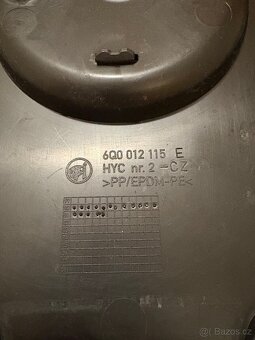 6Q0 012 115 E
HYC nr. 2 -CZ
>PP/EPDM-PE<
Bazos.cz